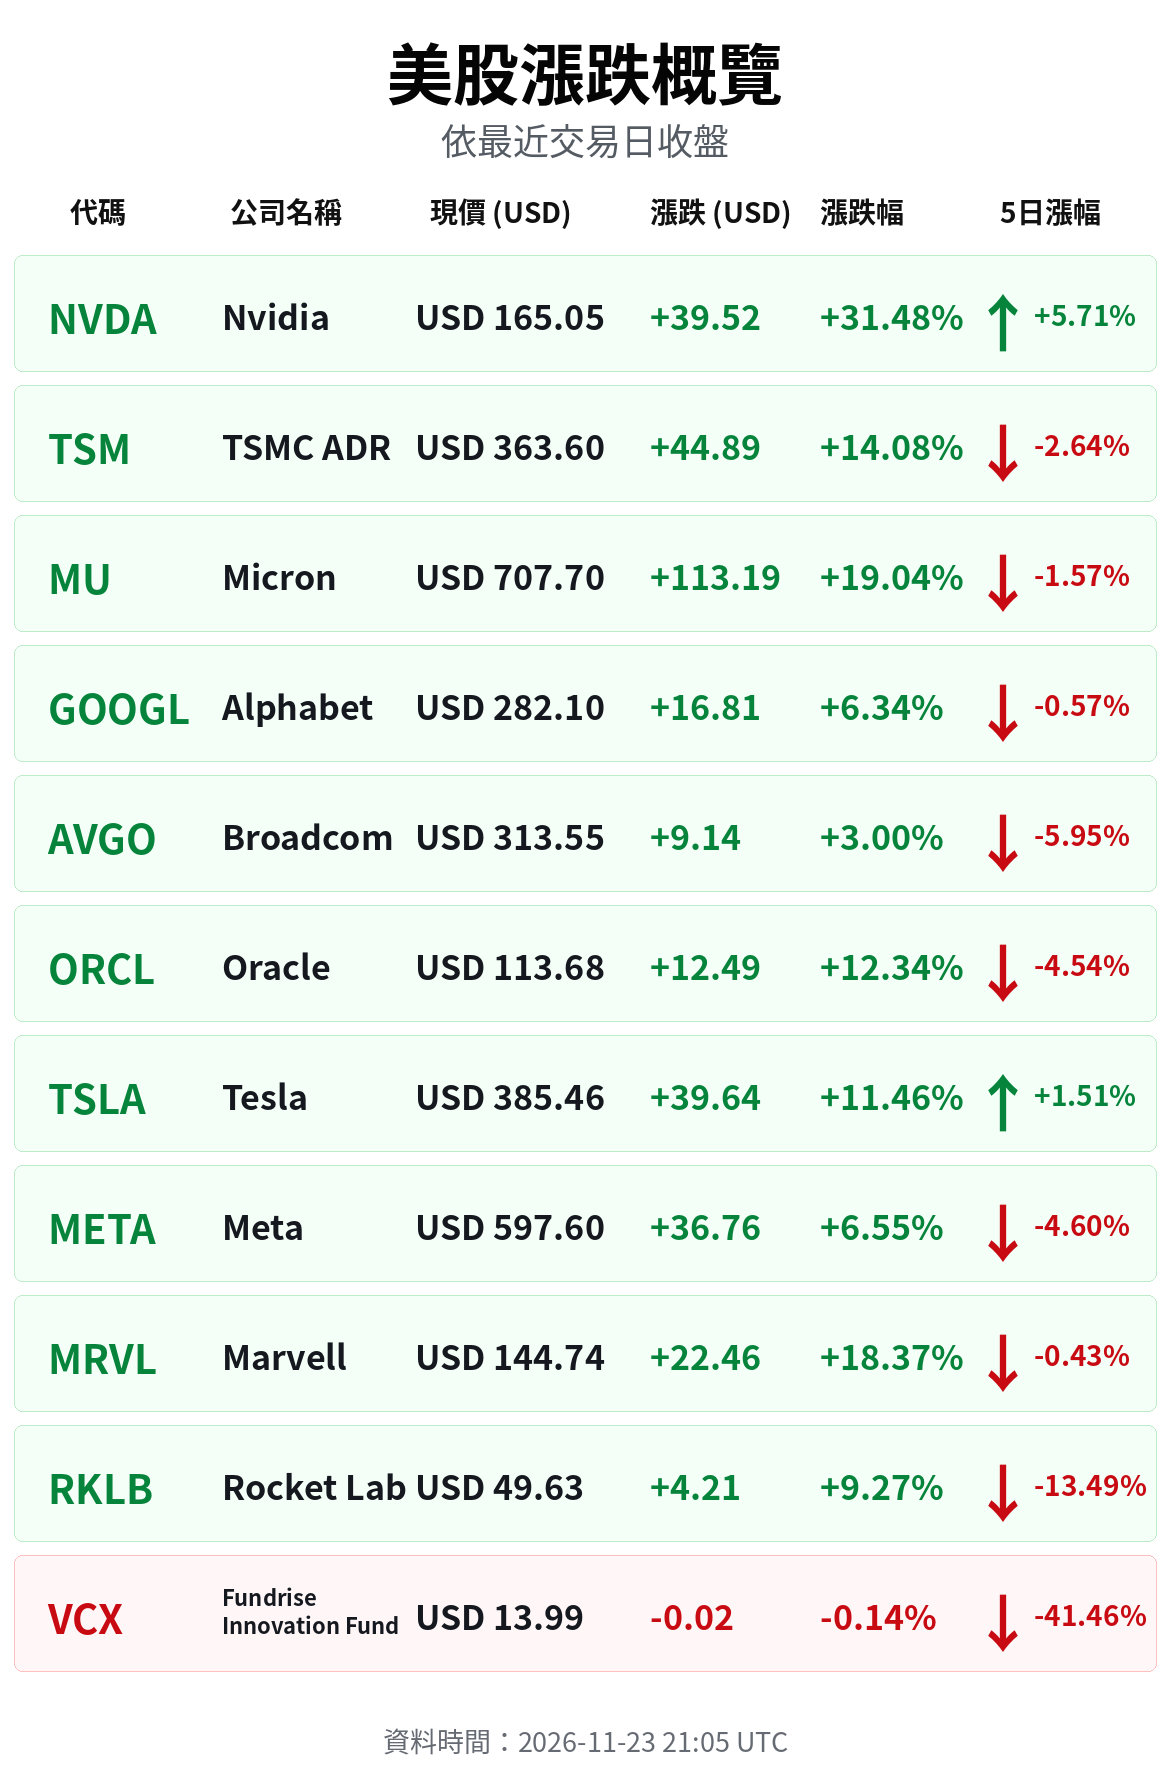 美股漲跌概覽
依最近交易日收盤
代碼 公司名稱 現價 (USD) 漲跌 (USD) 漲跌幅 5日漲幅
NVDA Nvidia USD 165.05 +39.52 +31.48% ↑ +5.71%
TSM TSMC ADR USD 363.60 +44.89 +14.08% ↓ -2.64%
MU Micron USD 707.70 +113.19 +19.04% ↓ -1.57%
GOOGL Alphabet USD 282.10 +16.81 +6.34% ↓ -0.57%
AVGO Broadcom USD 313.55 +9.14 +3.00% ↓ -5.95%
ORCL Oracle USD 113.68 +12.49 +12.34% ↓ -4.54%
TSLA Tesla USD 385.46 +39.64 +11.46% ↑ +1.51%
META Meta USD 597.60 +36.76 +6.55% ↓ -4.60%
MRVL Marvell USD 144.74 +22.46 +18.37% ↓ -0.43%
RKLB Rocket Lab USD 49.63 +4.21 +9.27% ↓ -13.49%
VCX Fundrise
Innovation Fund USD 13.99 -0.02 -0.14% ↓ -41.46%
資料時間：2026-11-23 21:05 UTC